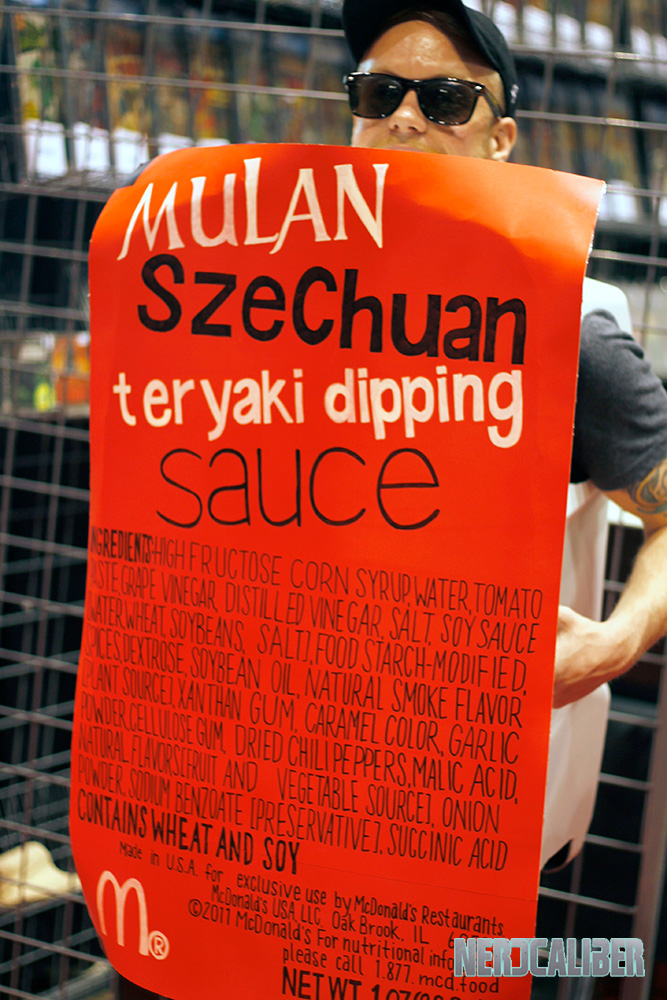 MULAN
SzeChuan
teryaki dipping
sauce
INGREDIENTS:HIGH FRUCTOSE CORN SYRUP, WATER, TOMATO
PASTE, GRAPE VINEGAR, DISTILLED VINEGAR, SALT, SOY SAUCE
[WATER, WHEAT, SOYBEANS, SALT], FOOD STARCH-MODIFIED,
SPICES, DEXTROSE, SOYBEAN OIL, NATURAL SMOKE FLAVOR
[PLANT SOURCE], XANTHAN GUM, CARAMEL COLOR, GARLIC
POWDER, CELLULOSE GUM, DRIED CHILI PEPPERS, MALIC ACID,
NATURAL FLAVORS [FRUIT AND VEGETABLE SOURCE], ONION
POWDER, SODIUM BENZOATE [PRESERVATIVE], SUCCINIC ACID
CONTAINS WHEAT AND SOY
Made in U.S.A. for exclusive use by McDonald's Restaurants
McDonald's USA, LLC, Oak Brook, IL
©2011 McDonald's For nutritional info
please call 1.877.mcd.food
NET WT 1 OZ
m®
NERDCALIBER